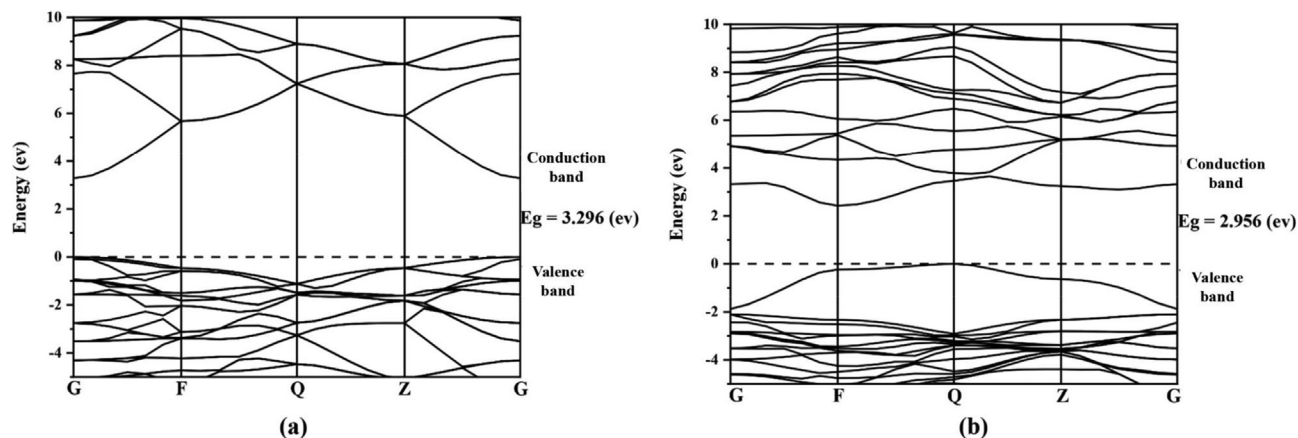 10
8
6
4
2
0
-2
-4
Energy (ev)
G
F
Q
Z
G
Conduction
band
Eg = 3.296 (ev)
Valence
band
(a)
10
8
6
4
2
0
-2
-4
Energy (ev)
G
F
Q
Z
G
Conduction
band
Eg = 2.956 (ev)
Valence
band
(b)